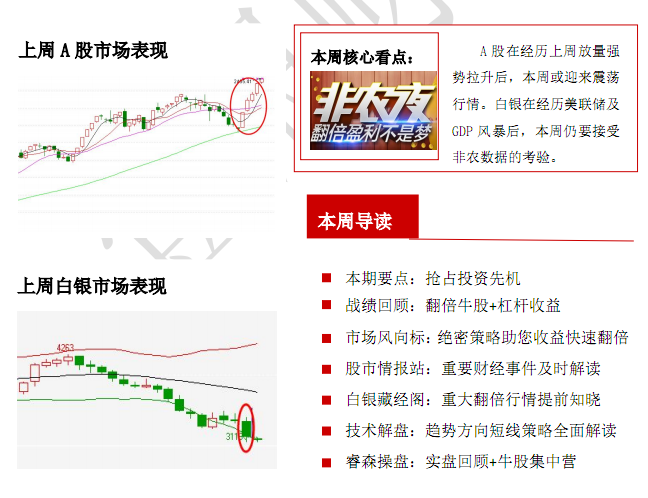 上周 A 股市场表现
上周白银市场表现
4263
本周核心看点：
非农夜
翻倍盈利不是梦
A 股在经历上周放量强
势拉升后，本周或迎来震荡
行情。白银在经历美联储及
GDP 风暴后，本周仍要接受
非农数据的考验。
本周导读
本期要点：抢占投资先机
战绩回顾：翻倍牛股+杠杆收益
市场风向标：绝密策略助您收益快速翻倍
股市情报站：重要财经事件及时解读
白银藏经阁：重大翻倍行情提前知晓
技术解盘：趋势方向短线策略全面解读
睿森操盘：实盘回顾+牛股集中营